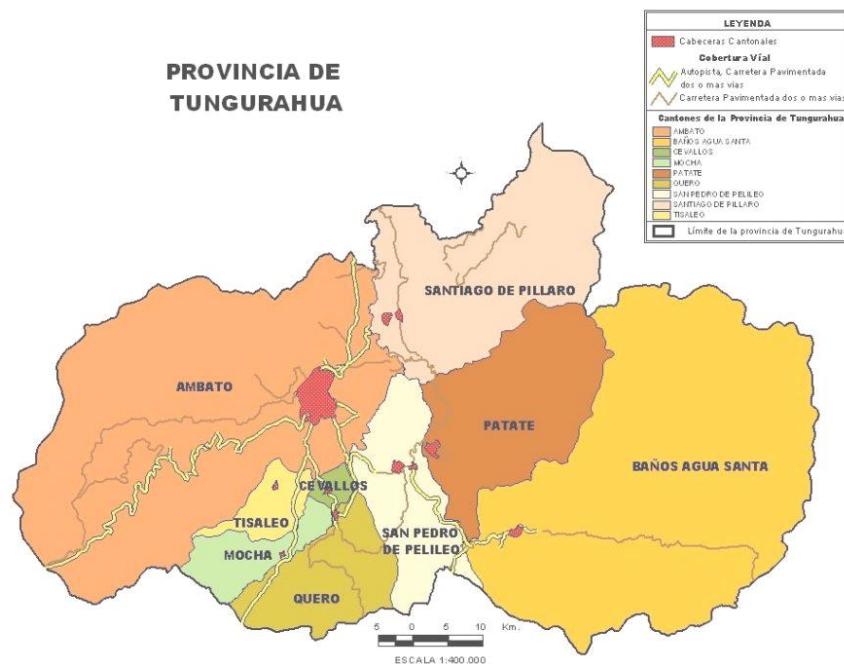 PROVINCIA DE
TUNGURAHUA
LEYENDA
Cabeceras Cantonales
Cobertura Vial
Autopista, Carretera Pavimentada
dos o mas vias
Carretera Pavimentada dos o mas vias
Cantones de la Provincia de Tungurahua
AMBATO
BAÑOS AGUA SANTA
CEVALLOS
MOCHA
PATATE
QUERO
SAN PEDRO DE PELILEO
SANTIAGO DE PILLARO
TISALEO
Límite de la provincia de Tungurahua
SANTIAGO DE PILLARO
AMBATO
PATATE
BAÑOS AGUA SANTA
CEVALLOS
TISALEO
SAN PEDRO
DE PELILEO
MOCHA
QUERO
5 0 5 10 Km.
ESCALA 1:400.000